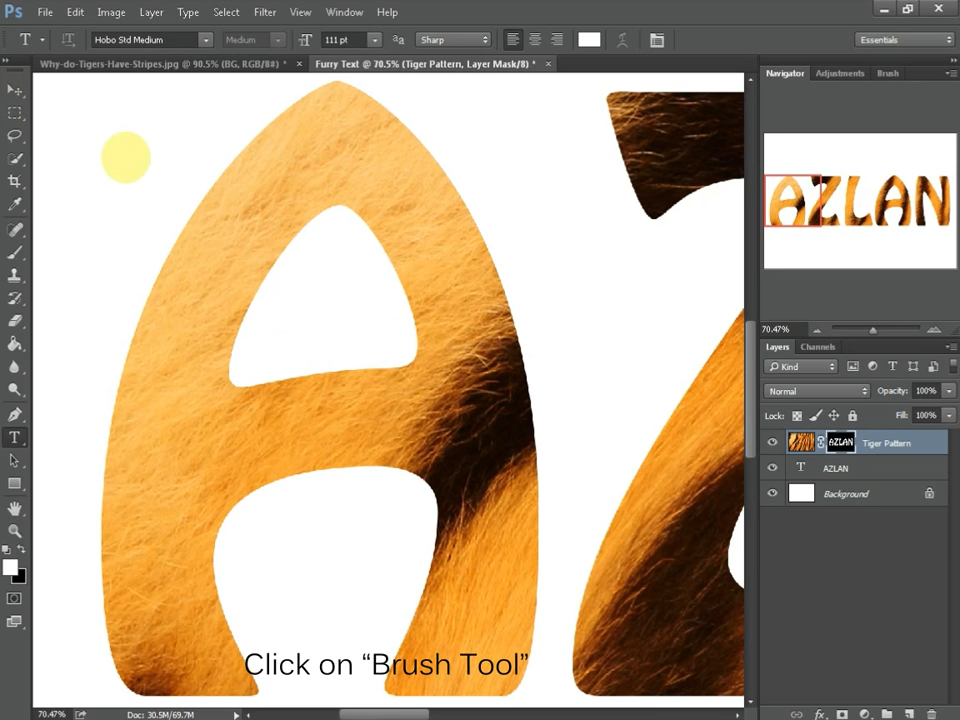 Ps File Edit Image Layer Type Select Filter View Window Help
T Hobo Std Medium Medium 111 pt aa Sharp Essentials
Why-do-Tigers-Have-Stripes.jpg @ 90.5% (BG, RGB/8#) * × Furry Text @ 70.5% (Tiger Pattern, Layer Mask/8) * ×
Navigator Adjustments Brush
AZLAN
70.47%
Layers Channels
Kind
Normal Opacity: 100%
Lock: Fill: 100%
AZLAN Tiger Pattern
T AZLAN
Background
Click on “Brush Tool”
70.47% Doc: 30.5M/69.7M
fx